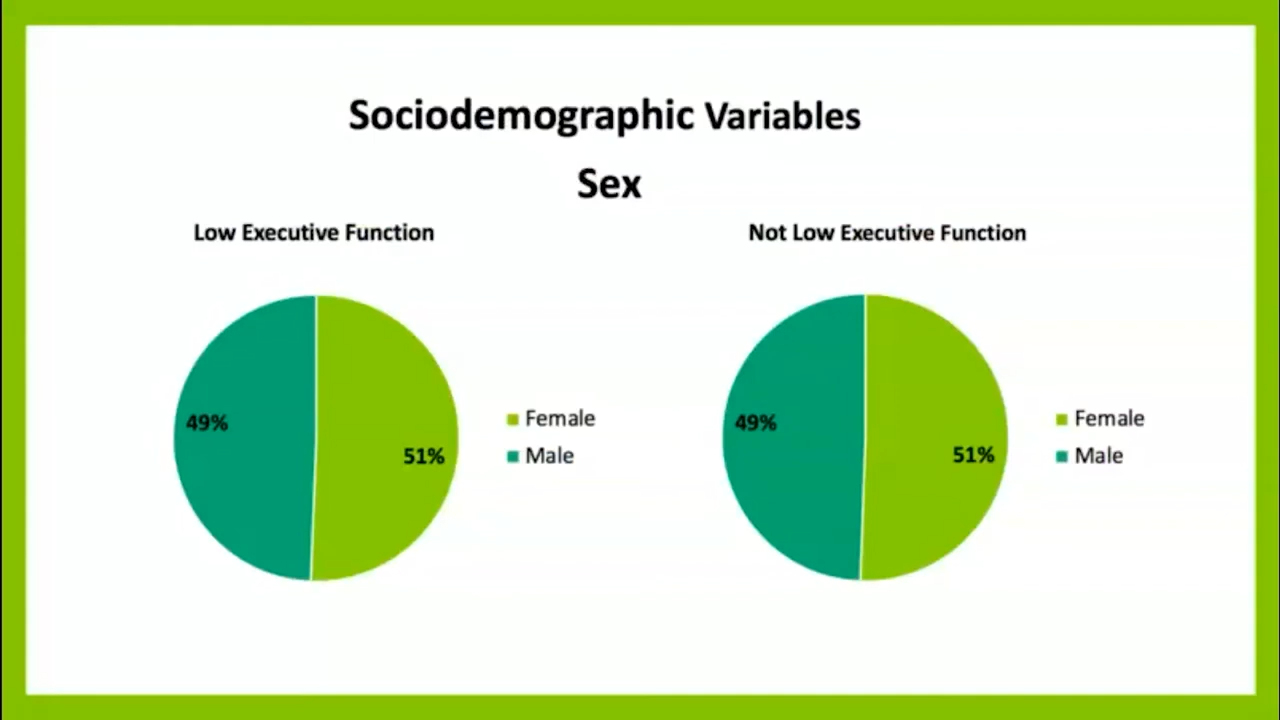 Sociodemographic Variables
Sex
Low Executive Function
Not Low Executive Function
49%
51%
Female
Male
49%
51%
Female
Male